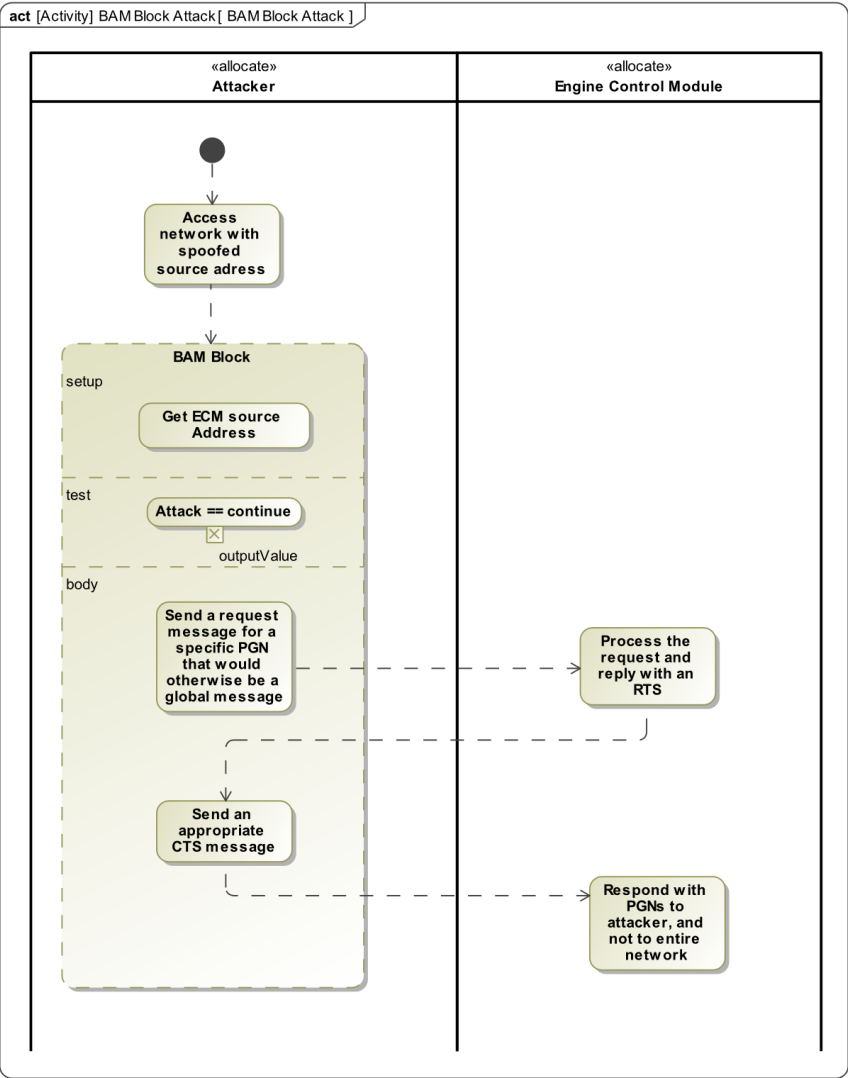 act [Activity] BAM Block Attack [ BAM Block Attack ]
«allocate»
Attacker
«allocate»
Engine Control Module
Access
network with
spoofed
source adress
BAM Block
setup
Get ECM source
Address
test
Attack == continue
outputValue
body
Send a request
message for a
specific PGN
that would
otherwise be a
global message
Process the
request and
reply with an
RTS
Send an
appropriate
CTS message
Respond with
PGNs to
attacker, and
not to entire
network